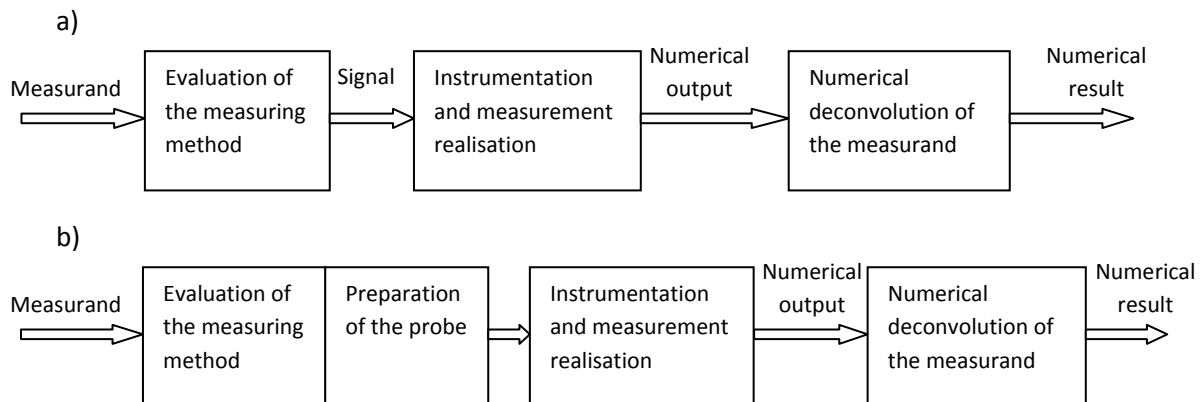 a)
Measurand
Evaluation of
the measuring
method
Signal
Instrumentation
and measurement
realisation
Numerical
output
Numerical
deconvolution of
the measurand
Numerical
result
b)
Measurand
Evaluation of
the measuring
method
Preparation
of the probe
Instrumentation
and measurement
realisation
Numerical
output
Numerical
deconvolution of
the measurand
Numerical
result